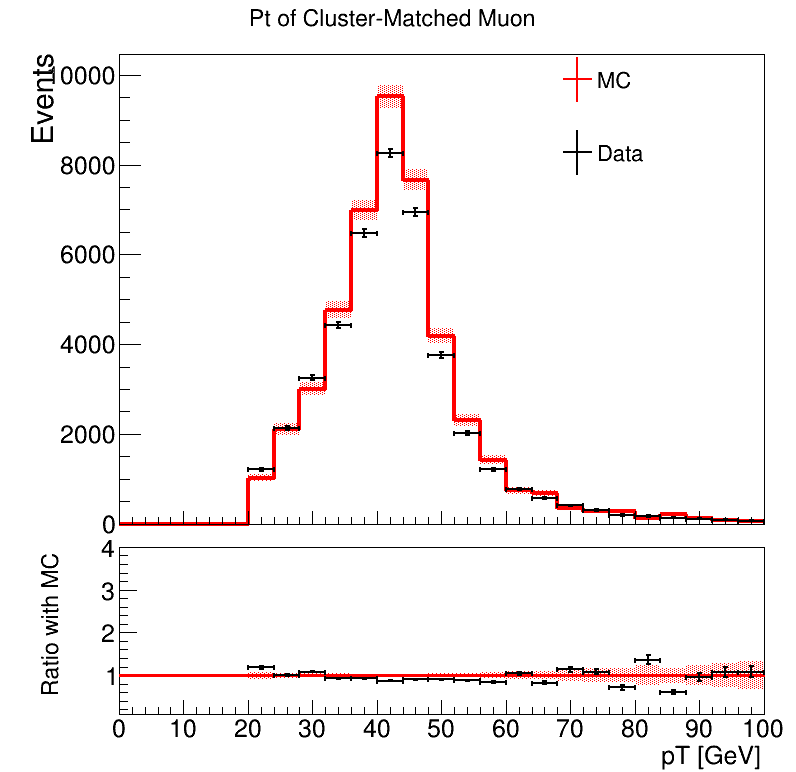 Pt of Cluster-Matched Muon
Events
10000
8000
6000
4000
2000
0
MC
Data
Ratio with MC
4
3
2
1
0 10 20 30 40 50 60 70 80 90 100
pT [GeV]